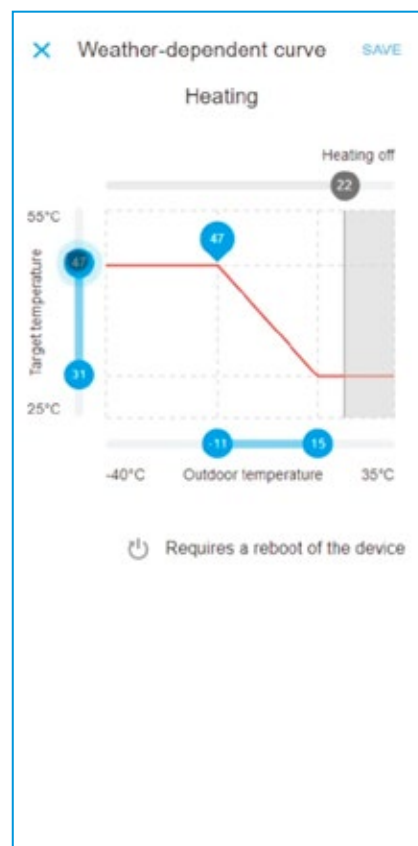 Weather-dependent curve SAVE
Heating
Heating off
22
55°C
47
47
Target temperature
31
25°C
-11 15
-40°C Outdoor temperature 35°C
Requires a reboot of the device